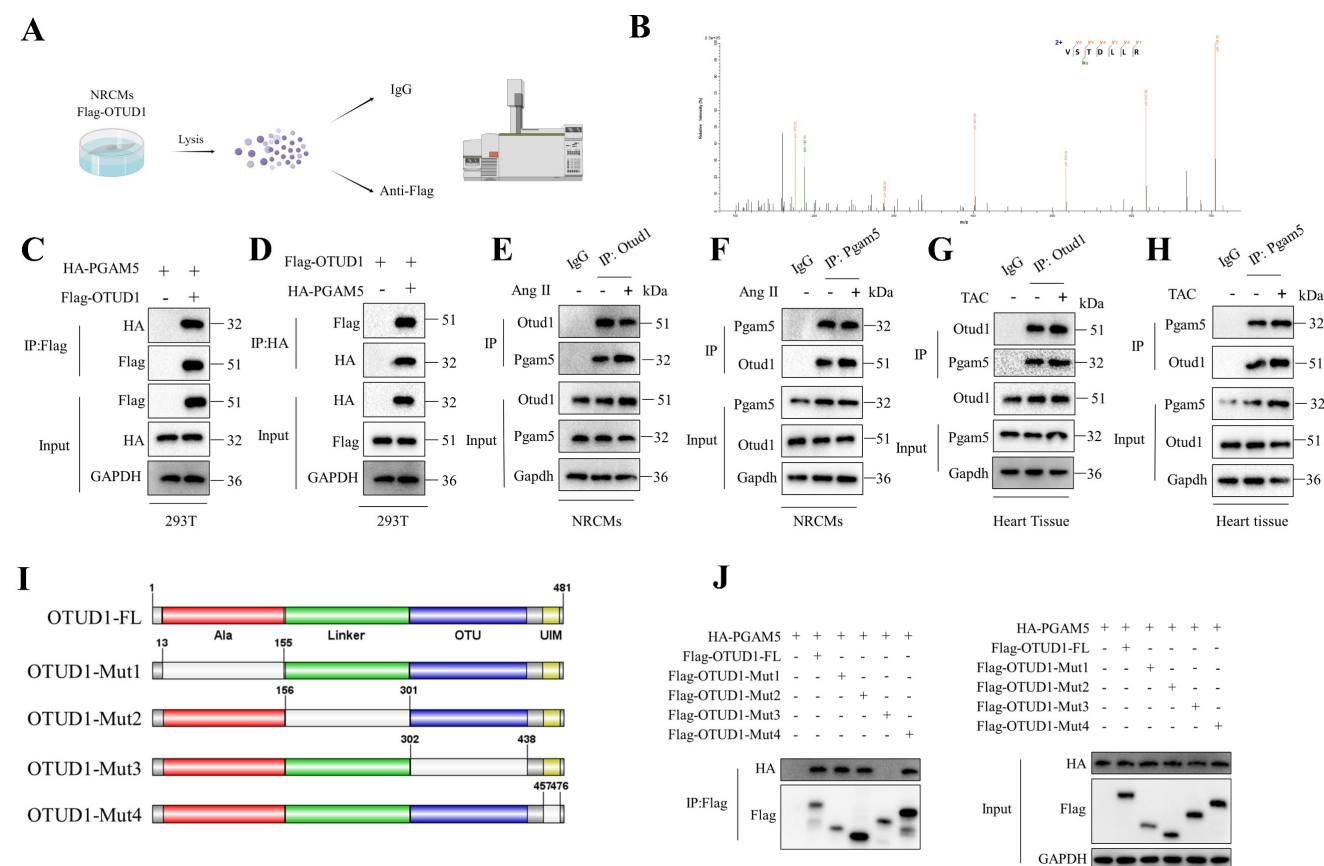 A
NRCMs
Flag-OTUD1
Lysis
IgG
Anti-Flag
B
2+
V S T D L L R
Relative Intensity (%)
m/z
C
HA-PGAM5 + +
Flag-OTUD1 - +
IP:Flag
HA 32
Flag 51
Input
Flag 51
HA 32
GAPDH 36
293T
D
Flag-OTUD1 + +
HA-PGAM5 - +
IP:HA
Flag 51
HA 32
Input
HA 32
Flag 51
GAPDH 36
293T
E
IgG IP: Otud1
Ang II - - + kDa
IP
Otud1 51
Pgam5 32
Input
Otud1 51
Pgam5 32
Gapdh 36
NRCMs
F
IgG IP: Pgam5
Ang II - - + kDa
IP
Pgam5 32
Otud1 51
Input
Pgam5 32
Otud1 51
Gapdh 36
NRCMs
G
IgG IP: Otud1
TAC - - + kDa
IP
Otud1 51
Pgam5 32
Input
Otud1 51
Pgam5 32
Gapdh 36
Heart Tissue
H
IgG IP: Pgam5
TAC - - + kDa
IP
Pgam5 32
Otud1 51
Input
Pgam5 32
Otud1 51
Gapdh 36
Heart tissue
I
1 481
OTUD1-FL
Ala Linker OTU UIM
13 155
OTUD1-Mut1
156 301
OTUD1-Mut2
302 438
OTUD1-Mut3
457 476
OTUD1-Mut4
J
HA-PGAM5 + + + + + +
Flag-OTUD1-FL - + - - - -
Flag-OTUD1-Mut1 - - + - - -
Flag-OTUD1-Mut2 - - - + - -
Flag-OTUD1-Mut3 - - - - + -
Flag-OTUD1-Mut4 - - - - - +
IP:Flag
HA
Flag
HA-PGAM5 + + + + + +
Flag-OTUD1-FL - + - - - -
Flag-OTUD1-Mut1 - - + - - -
Flag-OTUD1-Mut2 - - - + - -
Flag-OTUD1-Mut3 - - - - + -
Flag-OTUD1-Mut4 - - - - - +
Input
HA
Flag
GAPDH